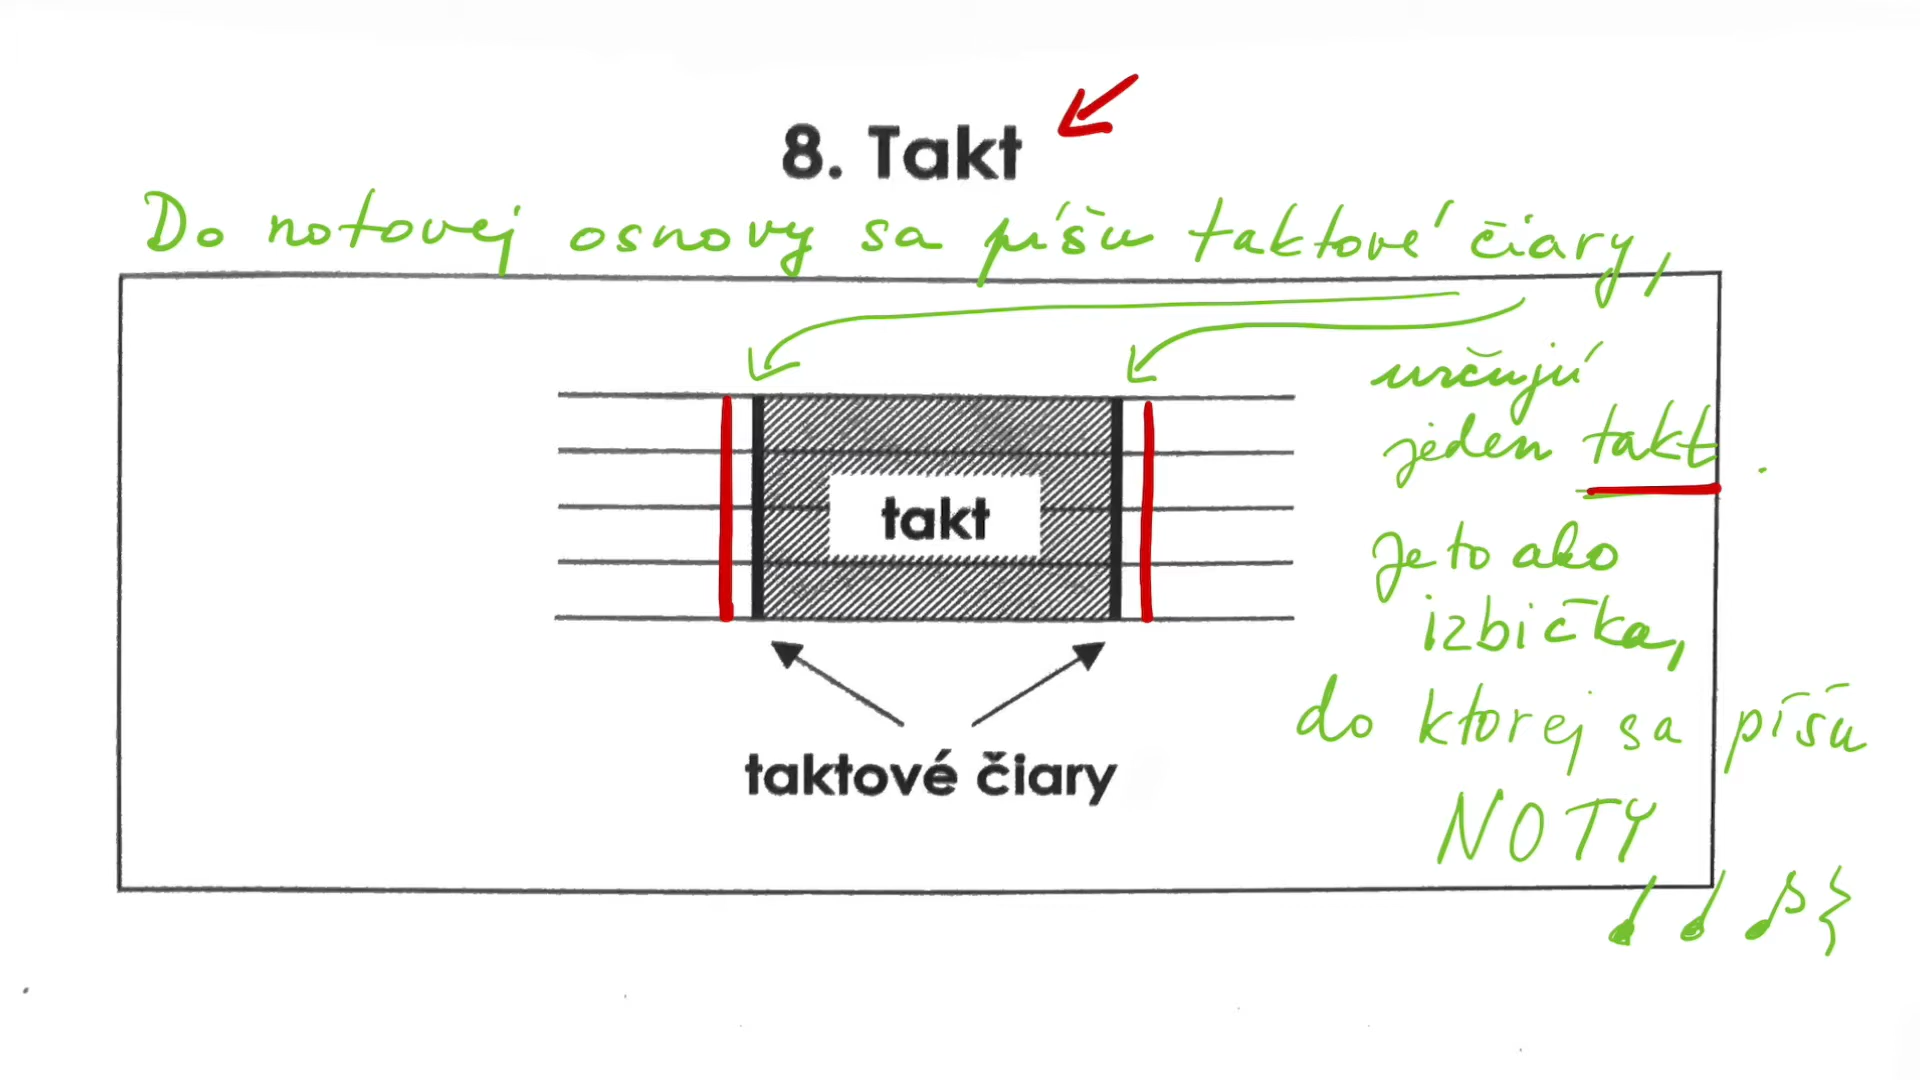 8. Takt
Do notovej osnovy sa píšu taktové čiary,
určujú
jeden takt.
Je to ako
izbička,
do ktorej sa píšu
NOTY
takt
taktové čiary